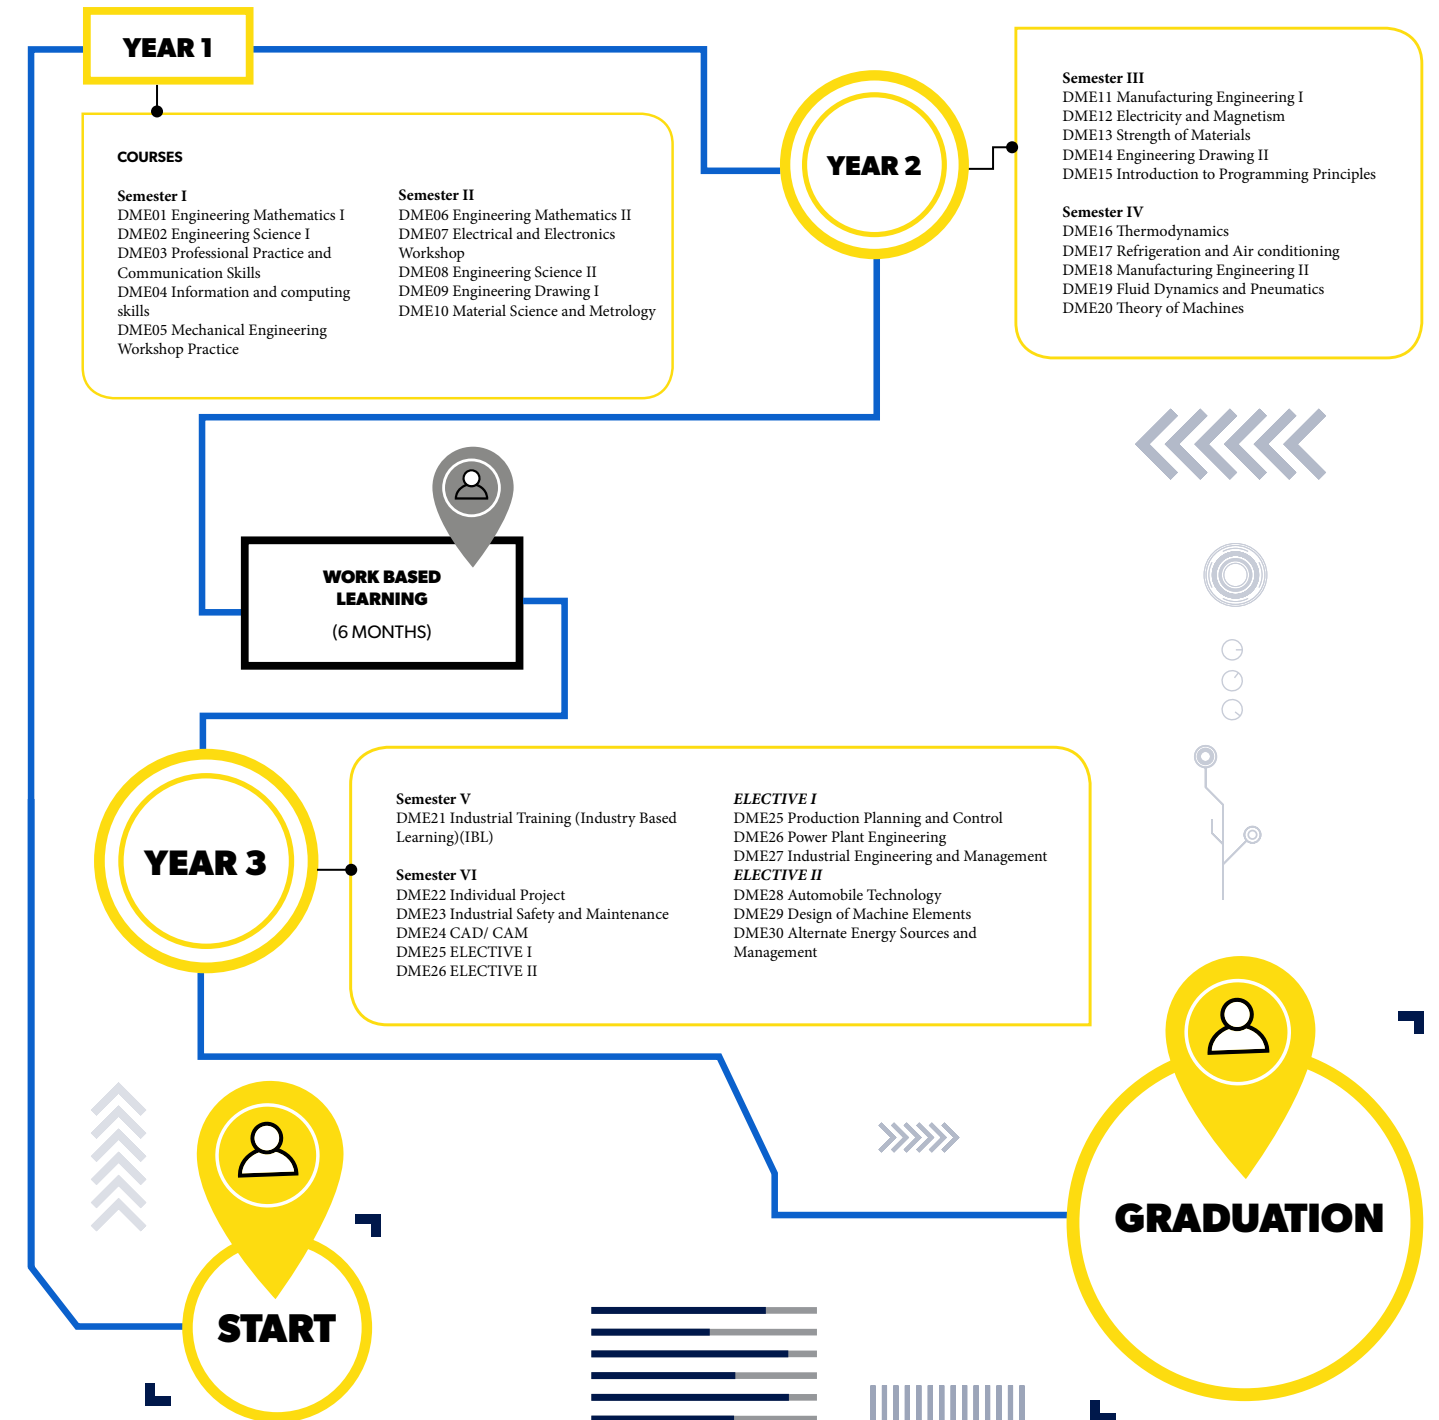 YEAR 1
COURSES
Semester I
DME01 Engineering Mathematics I
DME02 Engineering Science I
DME03 Professional Practice and
Communication Skills
DME04 Information and computing
skills
DME05 Mechanical Engineering
Workshop Practice
Semester II
DME06 Engineering Mathematics II
DME07 Electrical and Electronics
Workshop
DME08 Engineering Science II
DME09 Engineering Drawing I
DME10 Material Science and Metrology
YEAR 2
Semester III
DME11 Manufacturing Engineering I
DME12 Electricity and Magnetism
DME13 Strength of Materials
DME14 Engineering Drawing II
DME15 Introduction to Programming Principles
Semester IV
DME16 Thermodynamics
DME17 Refrigeration and Air conditioning
DME18 Manufacturing Engineering II
DME19 Fluid Dynamics and Pneumatics
DME20 Theory of Machines
WORK BASED
LEARNING
(6 MONTHS)
YEAR 3
Semester V
DME21 Industrial Training (Industry Based
Learning)(IBL)
Semester VI
DME22 Individual Project
DME23 Industrial Safety and Maintenance
DME24 CAD/ CAM
DME25 ELECTIVE I
DME26 ELECTIVE II
ELECTIVE I
DME25 Production Planning and Control
DME26 Power Plant Engineering
DME27 Industrial Engineering and Management
ELECTIVE II
DME28 Automobile Technology
DME29 Design of Machine Elements
DME30 Alternate Energy Sources and
Management
GRADUATION
START